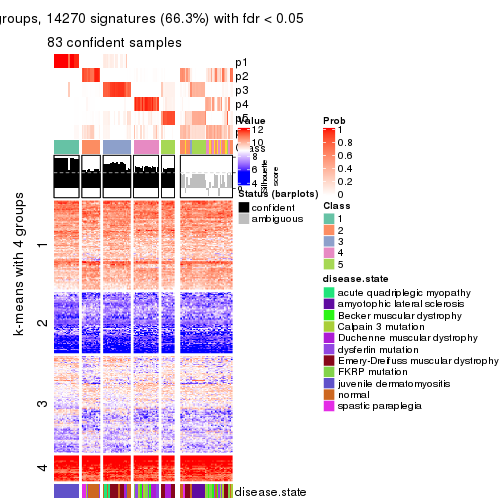 groups, 14270 signatures (66.3%) with fdr < 0.05
83 confident samples
p1
p2
p3
p4
p5
Value
12
10
8
6
4
Silhouette
score
Status (barplots)
confident
ambiguous
Prob
1
0.8
0.6
0.4
0.2
0
Class
1
2
3
4
5
disease.state
acute quadriplegic myopathy
amyotophic lateral sclerosis
Becker muscular dystrophy
Calpain 3 mutation
Duchenne muscular dystrophy
dysferlin mutation
Emery-Dreifuss muscular dystrophy
FKRP mutation
juvenile dermatomyositis
normal
spastic paraplegia
k-means with 4 groups
1
2
3
4
disease.state